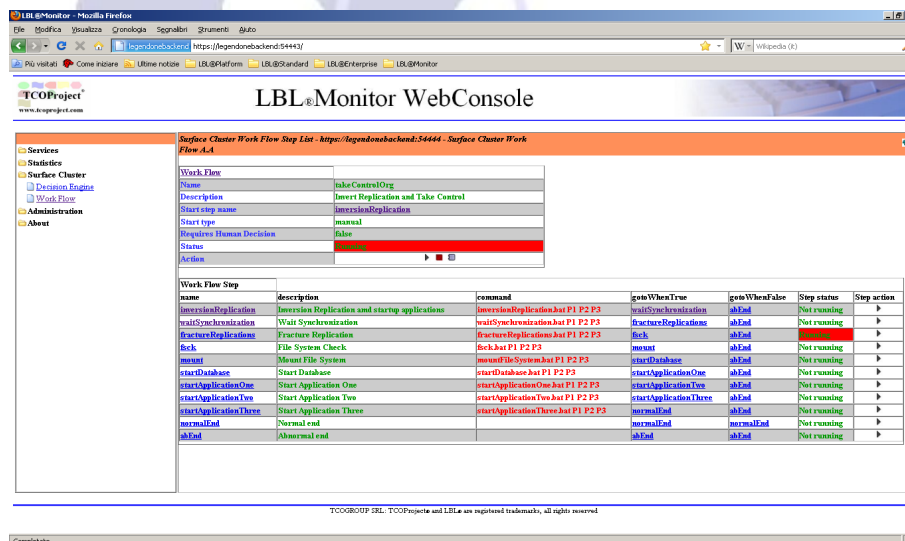 LBL®Monitor - Mozilla Firefox
File Modifica Visualizza Cronologia Segnalibri Strumenti Aiuto
legendonebackend https://legendonebackend:54443/ Wikipedia (it)
Più visitati Come iniziare Ultime notizie LBL@Platform LBL@Standard LBL@Enterprise LBL@Monitor
TCOProject®
www.tcoproject.com
LBL®Monitor WebConsole
Services
Statistics
Surface Cluster
Decision Engine
Work Flow
Administration
About
Surface Cluster Work Flow Step List - https://legendonebackend:54444 - Surface Cluster Work
Flow A.A
Work Flow
Name takeControlOrg
Description Invert Replication and Take Control
Start step name inversionReplication
Start type manual
Requires Human Decision false
Status Running
Action
Work Flow Step
name description command gotoWhenTrue gotoWhenFalse Step status Step action
inversionReplication Inversion Replication amd startup applications inversionReplication.bat P1 P2 P3 waitSynchronization abEnd Not running
waitSynchronization Wait Synchronization waitSynchronization.bat P1 P2 P3 fractureReplications abEnd Not running
fractureReplications Fracture Replication fractureReplications.bat P1 P2 P3 fsck abEnd Running
fsck File System Check fsck.bat P1 P2 P3 mount abEnd Not running
mount Mount File System mountFileSystem.bat P1 P2 P3 startDatabase abEnd Not running
startDatabase Start Database startDatabase.bat P1 P2 P3 startApplicationOne abEnd Not running
startApplicationOne Start Application One startApplicationOne.bat P1 P2 P3 startApplicationTwo abEnd Not running
startApplicationTwo Start Application Two startApplicationTwo.bat P1 P2 P3 startApplicationThree abEnd Not running
startApplicationThree Start Application Three startApplicationThree.bat P1 P2 P3 normalEnd abEnd Not running
normalEnd Normal end normalEnd normalEnd Not running
abEnd Abnormal end abEnd abEnd Not running
TCOGROUP SRL: TCOProject® and LBL® are registered trademarks, all rights reserved
Completato